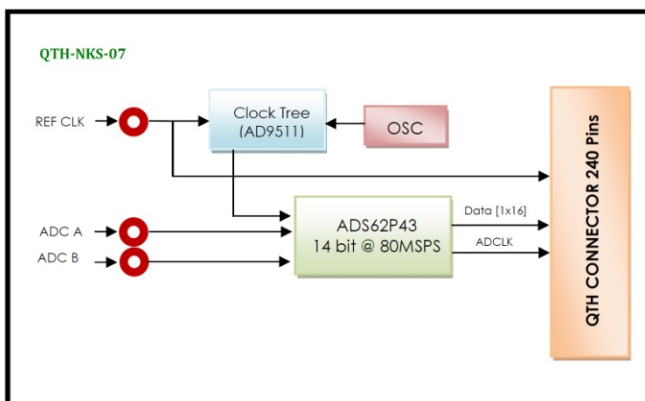 QTH-NKS-07
REF CLK
Clock Tree
(AD9511)
OSC
ADC A
ADC B
ADS62P43
14 bit @ 80MSPS
Data [1x16]
ADCLK
QTH CONNECTOR 240 Pins